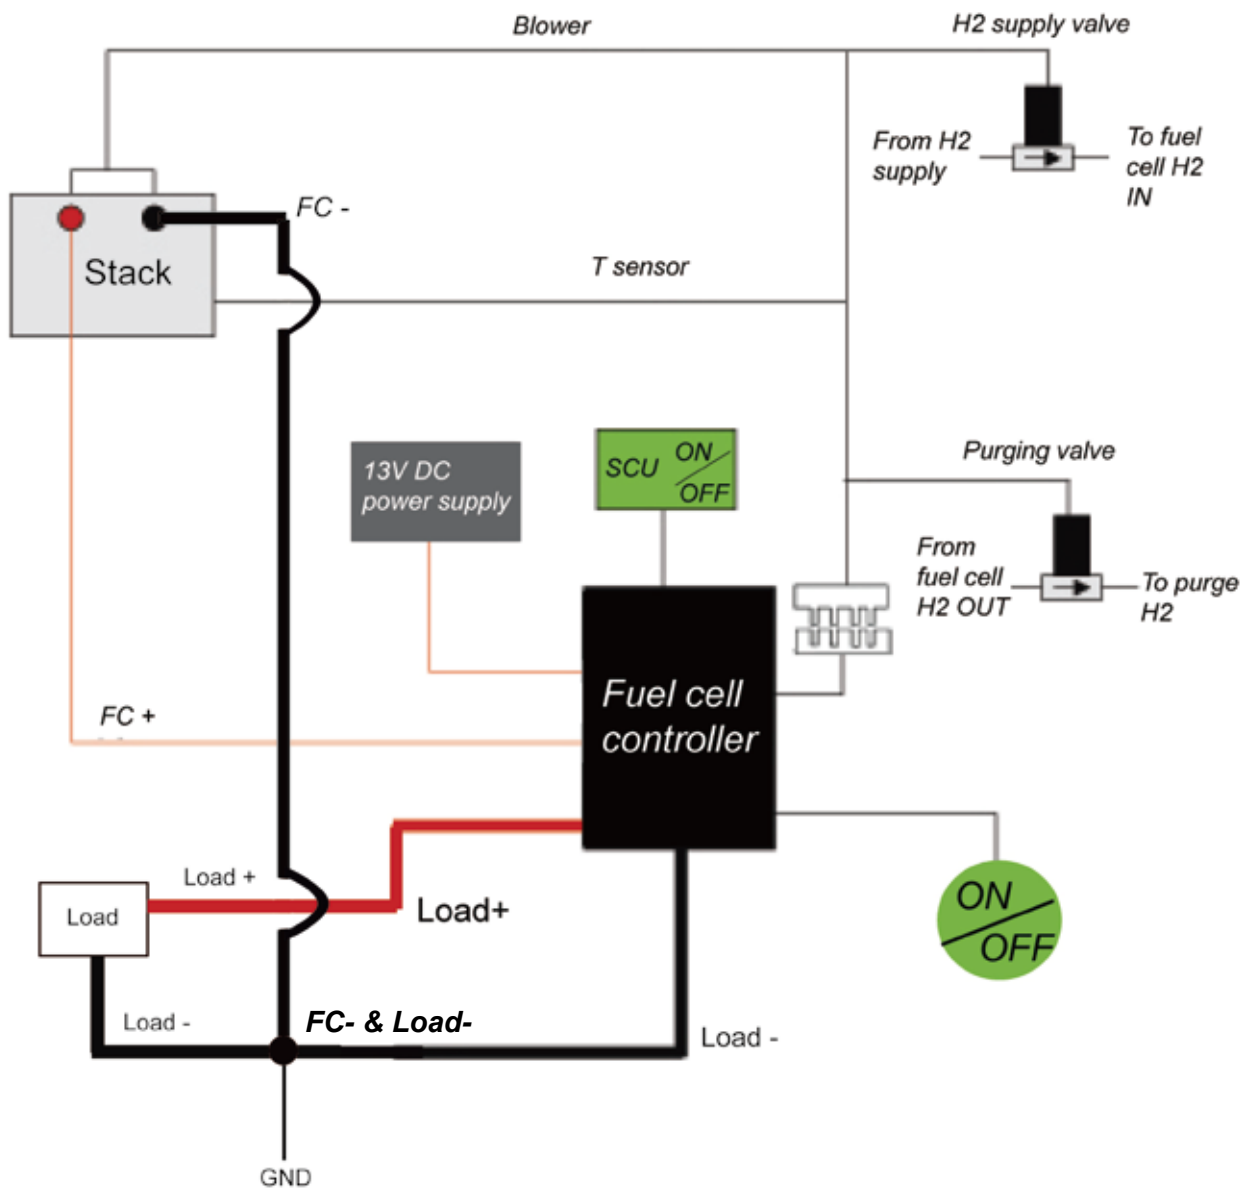 Blower
H2 supply valve
From H2
supply
To fuel
cell H2
IN
FC -
Stack
T sensor
13V DC
power supply
SCU ON
OFF
Purging valve
From
fuel cell
H2 OUT
To purge
H2
Fuel cell
controller
FC +
Load +
Load
Load+
ON
OFF
Load -
FC- & Load-
Load -
GND